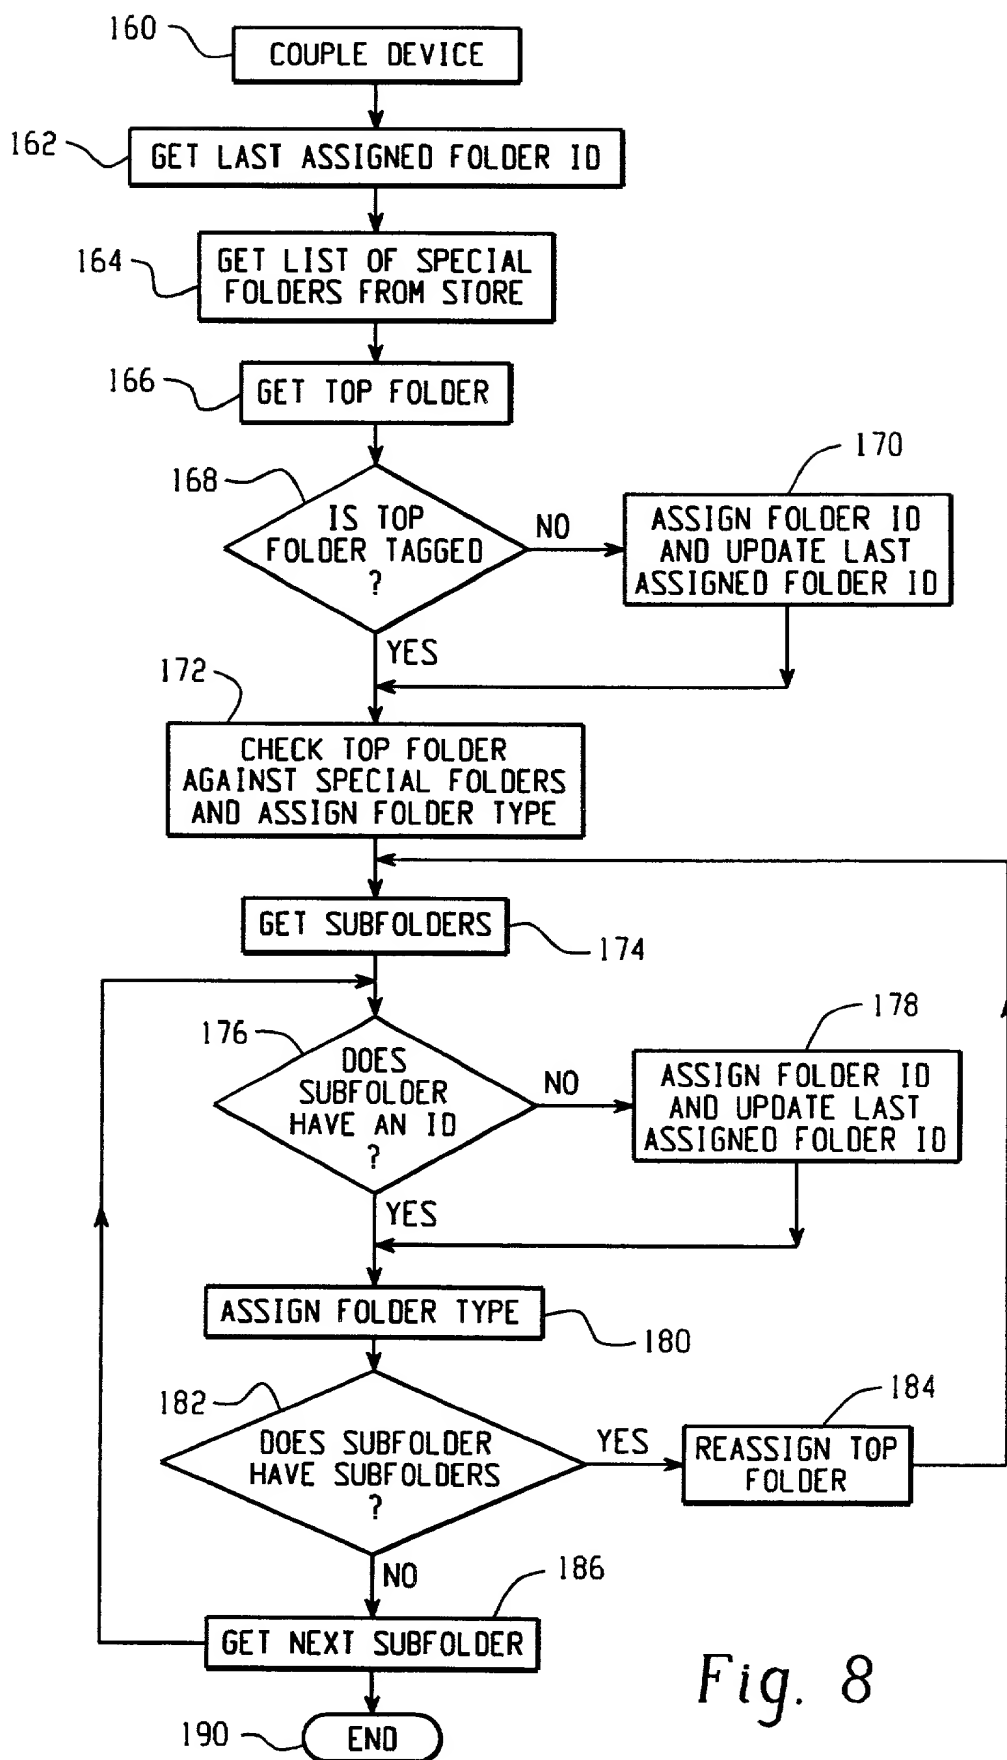 160
COUPLE DEVICE
162
GET LAST ASSIGNED FOLDER ID
164
GET LIST OF SPECIAL
FOLDERS FROM STORE
166
GET TOP FOLDER
168
IS TOP
FOLDER TAGGED
?
NO
170
ASSIGN FOLDER ID
AND UPDATE LAST
ASSIGNED FOLDER ID
YES
172
CHECK TOP FOLDER
AGAINST SPECIAL FOLDERS
AND ASSIGN FOLDER TYPE
GET SUBFOLDERS
174
176
DOES
SUBFOLDER
HAVE AN ID
?
NO
178
ASSIGN FOLDER ID
AND UPDATE LAST
ASSIGNED FOLDER ID
YES
ASSIGN FOLDER TYPE
180
182
DOES SUBFOLDER
HAVE SUBFOLDERS
?
YES
184
REASSIGN TOP
FOLDER
NO
186
GET NEXT SUBFOLDER
190
END
Fig. 8